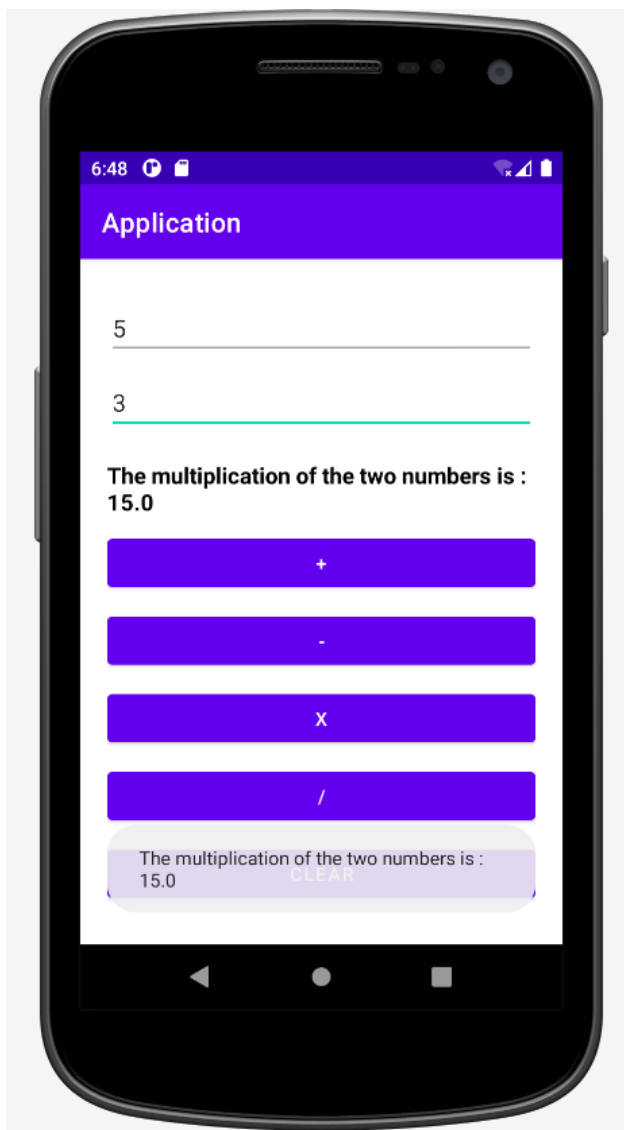 6:48
Application
5
3
The multiplication of the two numbers is :
15.0
+
-
X
/
The multiplication of the two numbers is :
15.0
CLEAR